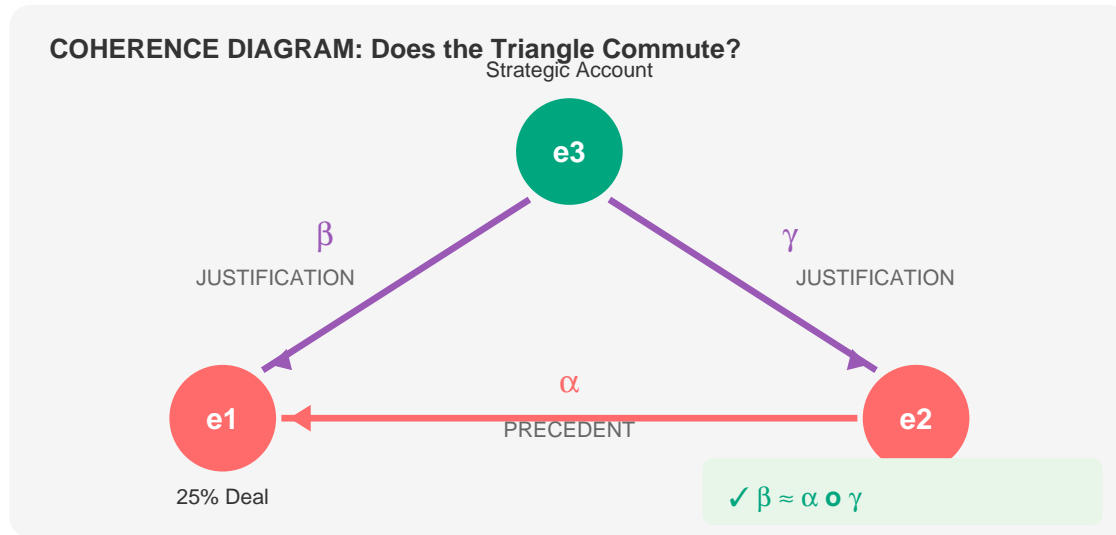 COHERENCE DIAGRAM: Does the Triangle Commute?
Strategic Account
e3
β
γ
JUSTIFICATION
JUSTIFICATION
α
e1
e2
PRECEDENT
25% Deal
✓ β ≈ α o γ